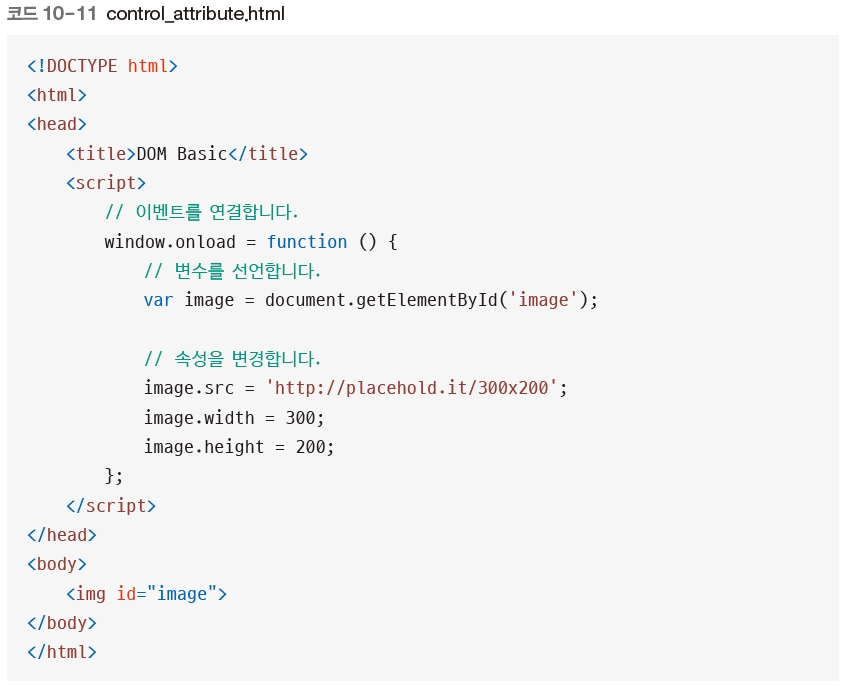 코드 10-11 control_attribute.html
<!DOCTYPE html>
<html>
<head>
    <title>DOM Basic</title>
    <script>
        // 이벤트를 연결합니다.
        window.onload = function () {
            // 변수를 선언합니다.
            var image = document.getElementById('image');

            // 속성을 변경합니다.
            image.src = 'http://placehold.it/300x200';
            image.width = 300;
            image.height = 200;
        };
    </script>
</head>
<body>
    <img id="image">
</body>
</html>